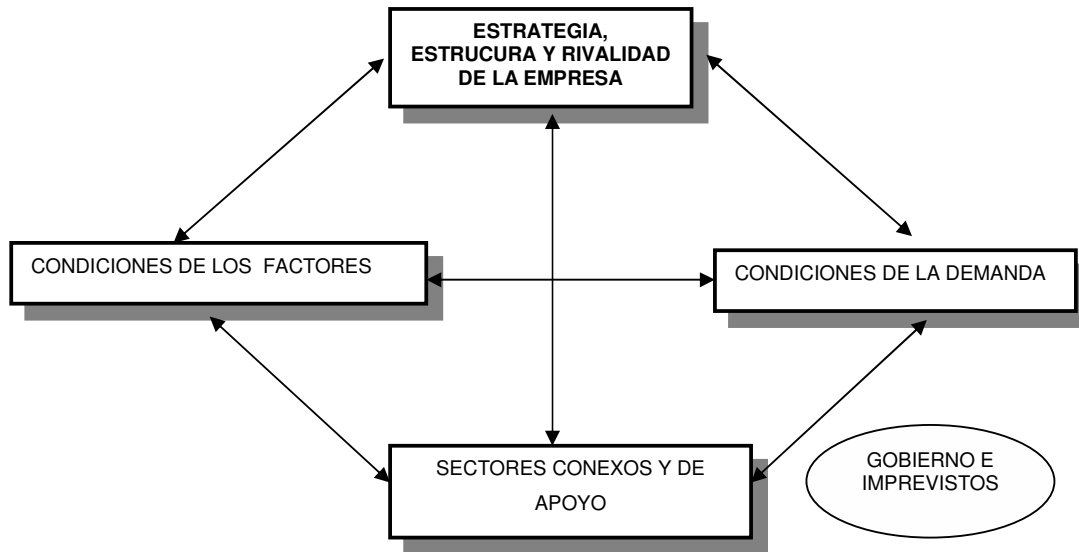 ESTRATEGIA,
ESTRUCURA Y RIVALIDAD
DE LA EMPRESA
CONDICIONES DE LOS FACTORES
CONDICIONES DE LA DEMANDA
SECTORES CONEXOS Y DE
APOYO
GOBIERNO E
IMPREVISTOS